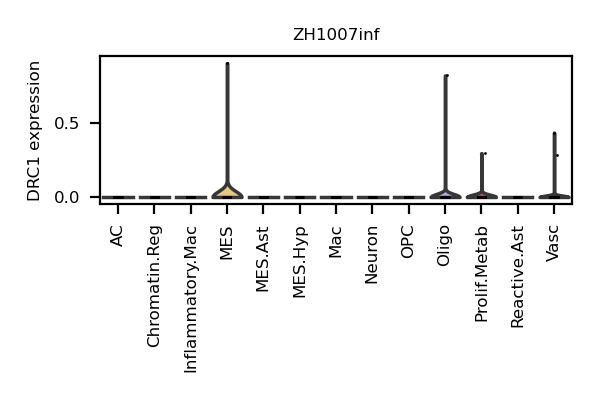 ZH1007inf
DRC1 expression
0.5
0.0
AC
Chromatin.Reg
Inflammatory.Mac
MES
MES.Ast
MES.Hyp
Mac
Neuron
OPC
Oligo
Prolif.Metab
Reactive.Ast
Vasc